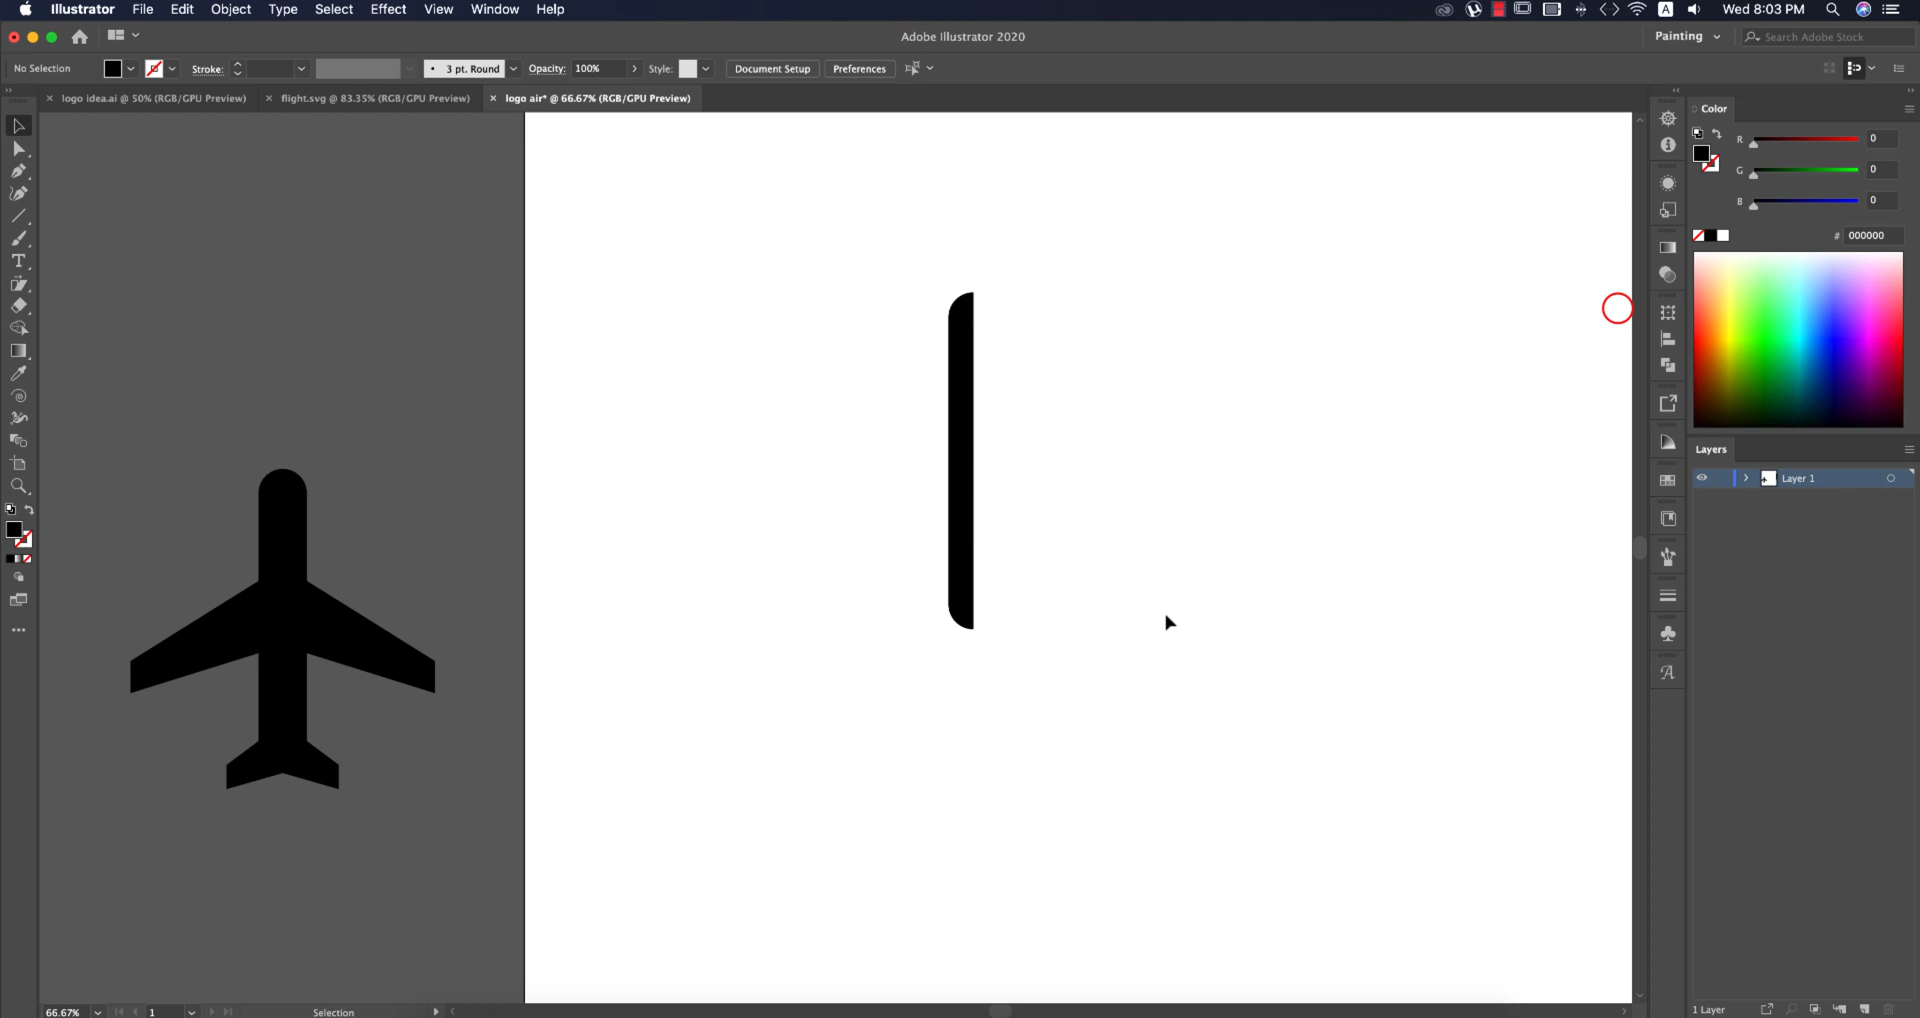 Illustrator File Edit Object Type Select Effect View Window Help A Wed 8:03 PM
Adobe Illustrator 2020 Painting Search Adobe Stock
No Selection Stroke: 3 pt. Round Opacity: 100% Style: Document Setup Preferences
logo idea.ai @ 50% (RGB/GPU Preview) flight.svg @ 83.35% (RGB/GPU Preview) logo air* @ 66.67% (RGB/GPU Preview)
Color
R 0
G 0
B 0
# 000000
Layers
Layer 1
66.67% 1 Selection 1 Layer